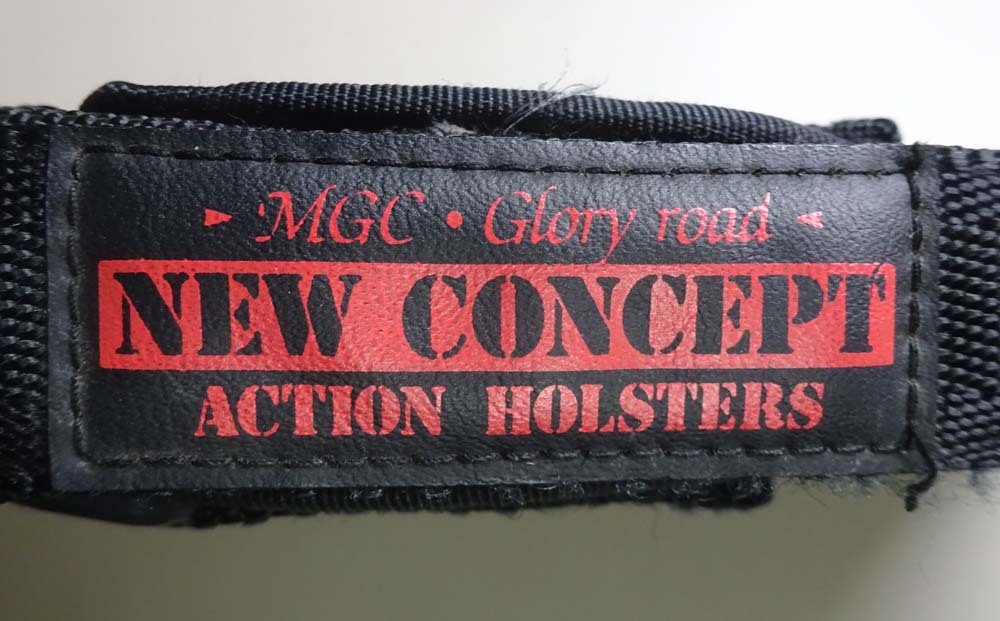 MGC • Glory road
NEW CONCEPT
ACTION HOLSTERS